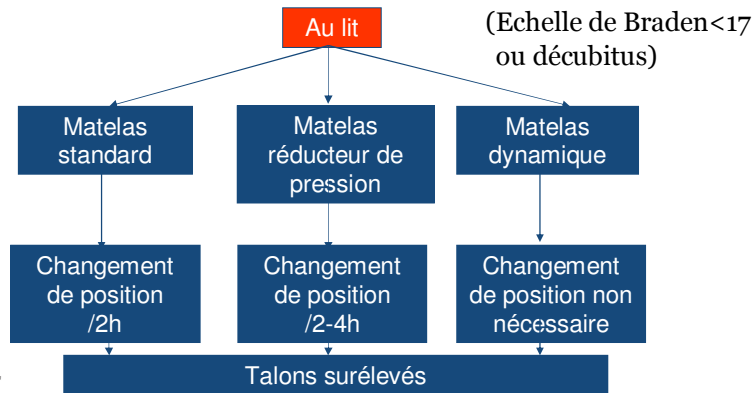 Au lit
(Echelle de Braden<17
ou décubitus)
Matelas
standard
Matelas
réducteur de
pression
Matelas
dynamique
Changement
de position
/2h
Changement
de position
/2-4h
Changement
de position non
nécessaire
Talons surélevés